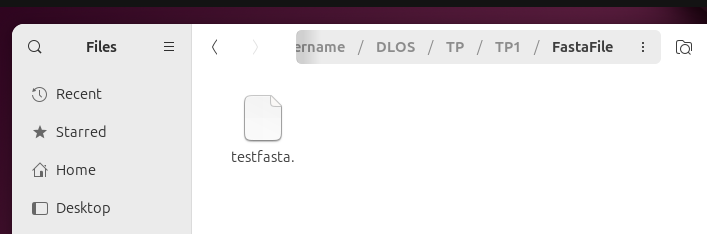 Files
ername / DLOS / TP / TP1 / FastaFile
Recent
Starred
Home
Desktop
testfasta.